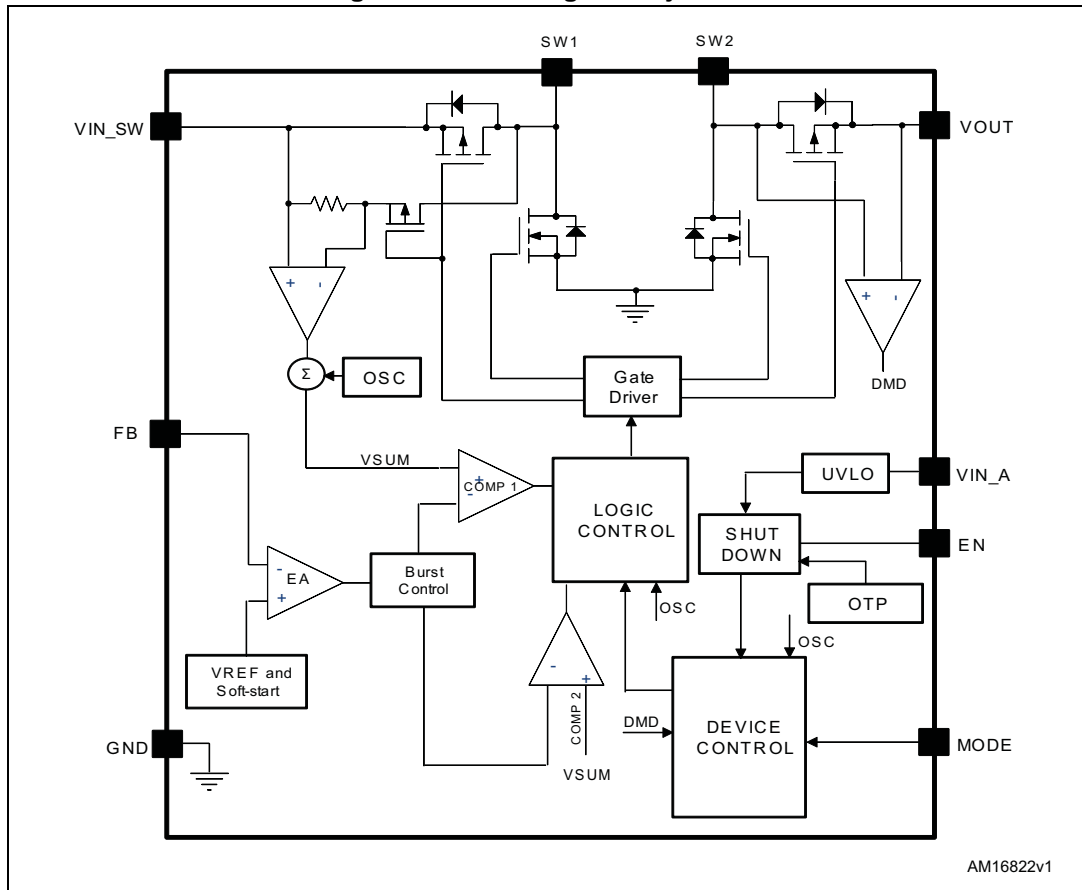 SW1
SW2
VIN_SW
VOUT
+ -
+ -
Σ
OSC
Gate
Driver
DMD
FB
VSUM
COMP 1
+
-
LOGIC
CONTROL
UVLO
VIN_A
SHUT
DOWN
EN
-
EA
+
Burst
Control
OSC
OTP
OSC
VREF and
Soft-start
-
+
COMP 2
VSUM
DMD
DEVICE
CONTROL
GND
MODE
AM16822v1